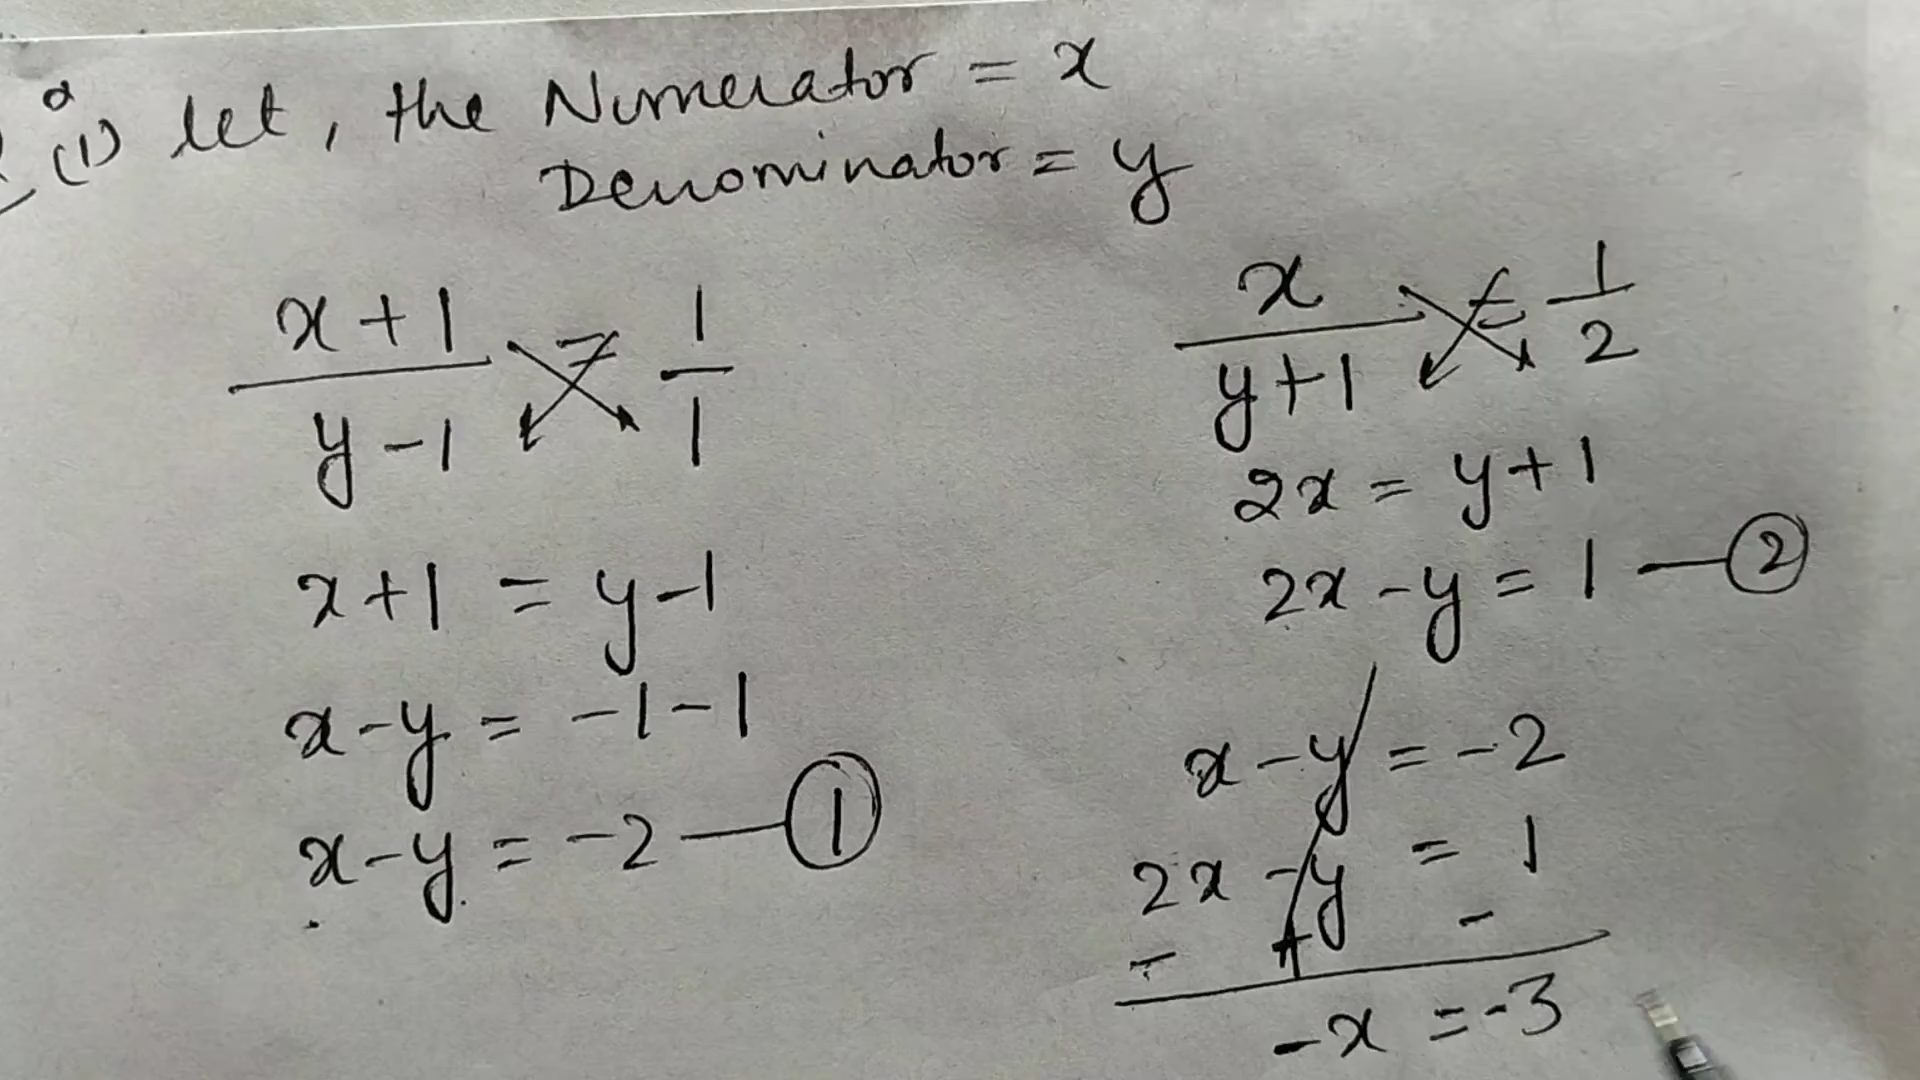 (1) let, the Numerator = x
Denominator = y
x+1 / y-1 = 1/1
x+1 = y-1
x-y = -1-1
x-y = -2 — ①
x / y+1 = 1/2
2x = y+1
2x-y = 1 — ②
x-y = -2
2x-y = 1
- + -
-x = -3